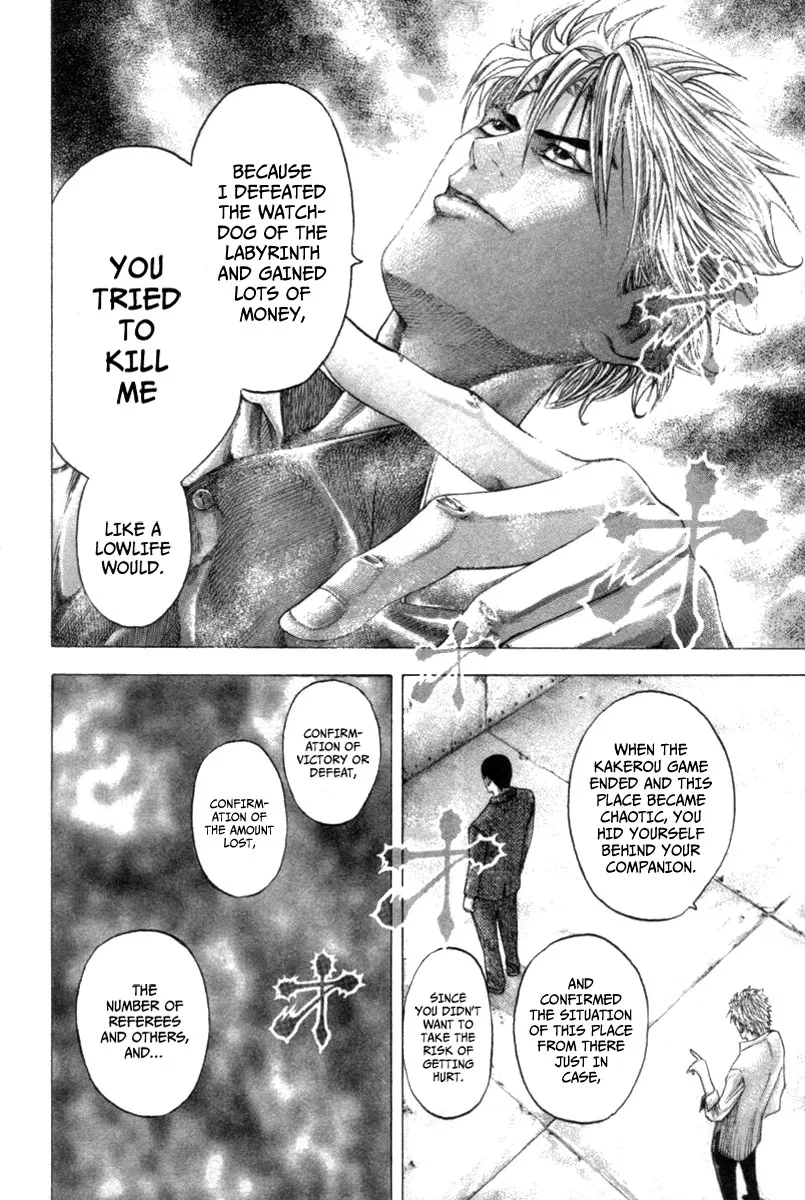 BECAUSE
I DEFEATED
THE WATCH-
DOG OF THE
LABYRINTH
AND GAINED
LOTS OF
MONEY,
YOU
TRIED
TO
KILL
ME
LIKE A
LOWLIFE
WOULD.
WHEN THE
KAKEROU GAME
ENDED AND THIS
PLACE BECAME
CHAOTIC, YOU
HID YOURSELF
BEHIND YOUR
COMPANION.
AND
CONFIRMED
THE SITUATION
OF THIS PLACE
FROM THERE
JUST IN
CASE,
SINCE
YOU DIDN'T
WANT TO
TAKE THE
RISK OF
GETTING
HURT.
CONFIRM-
ATION OF
VICTORY OR
DEFEAT,
CONFIRM-
ATION OF
THE AMOUNT
LOST,
THE
NUMBER OF
REFEREES
AND OTHERS,
AND...